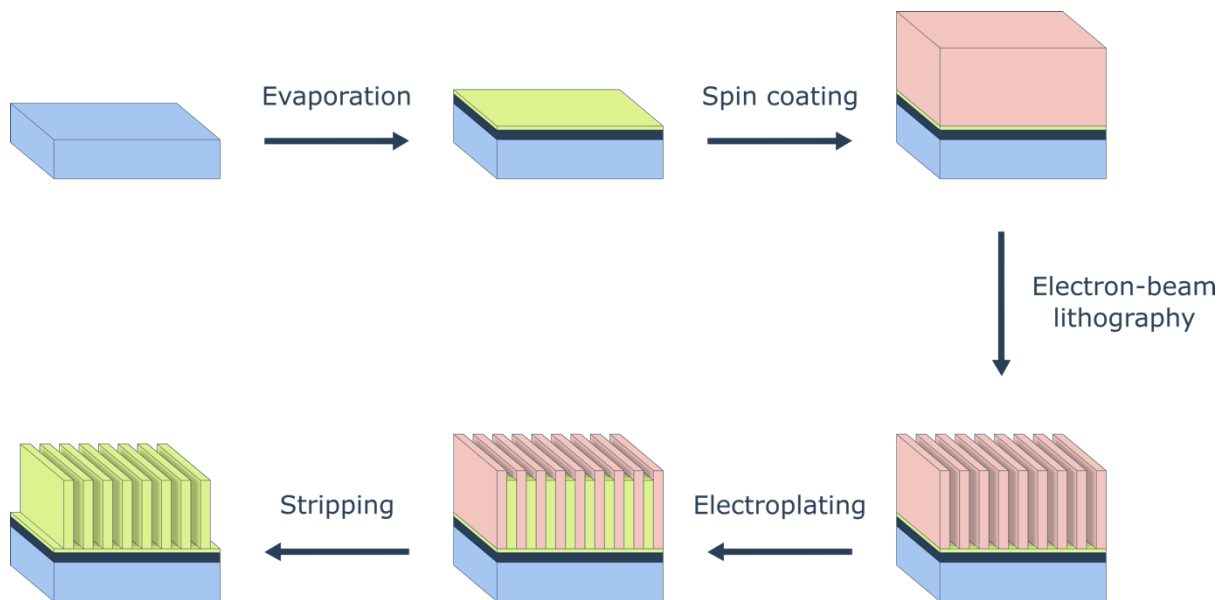 Evaporation
Spin coating
Electron-beam
lithography
Electroplating
Stripping